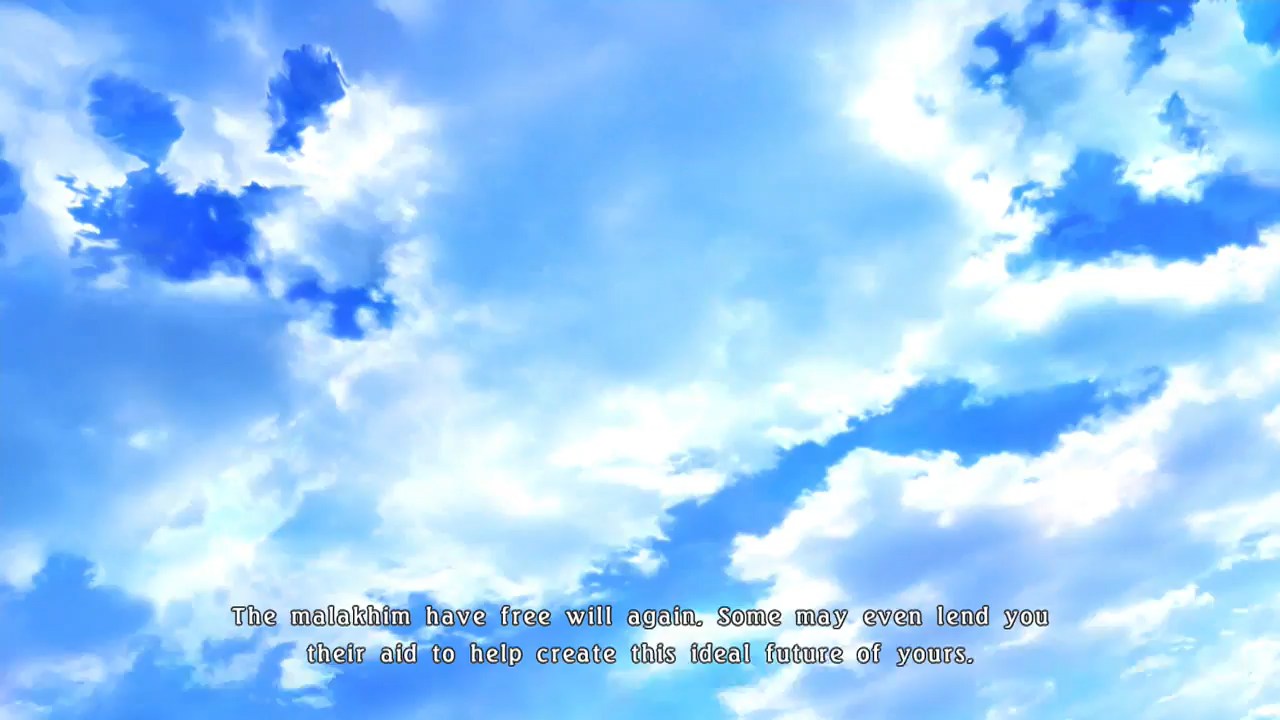 The malakhim have free will again. Some may even lend you
their aid to help create this ideal future of yours.